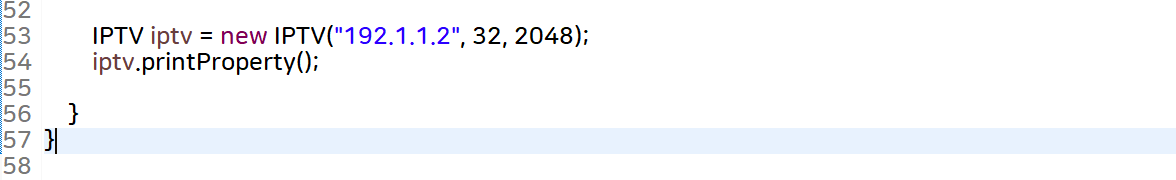 52
53 IPTV iptv = new IPTV("192.1.1.2", 32, 2048);
54 iptv.printProperty();
55
56 }
57 }
58